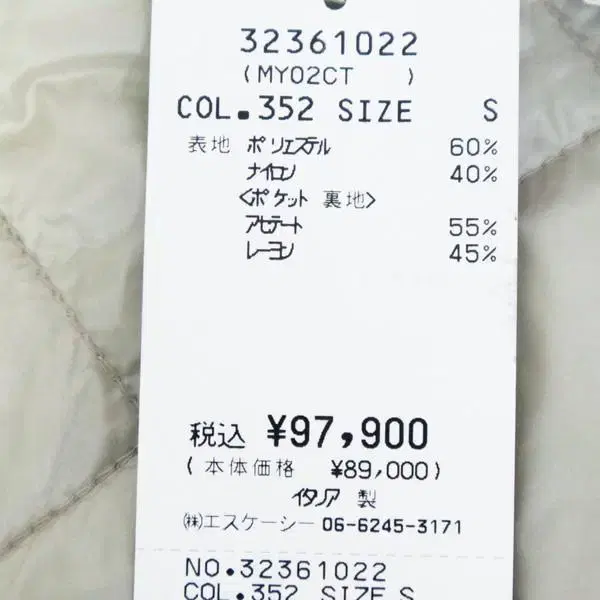 32361022
(MY02CT    )
COL.352 SIZE    S
表地 ポリエステル 60%
ナイロン 40%
<ポケット 裏地>
アセテート 55%
レーヨン 45%
税込 ¥97,900
(本体価格 ¥89,000)
イタリア 製
㈱エスケーシー 06-6245-3171
NO.32361022
COL.352 SIZE S